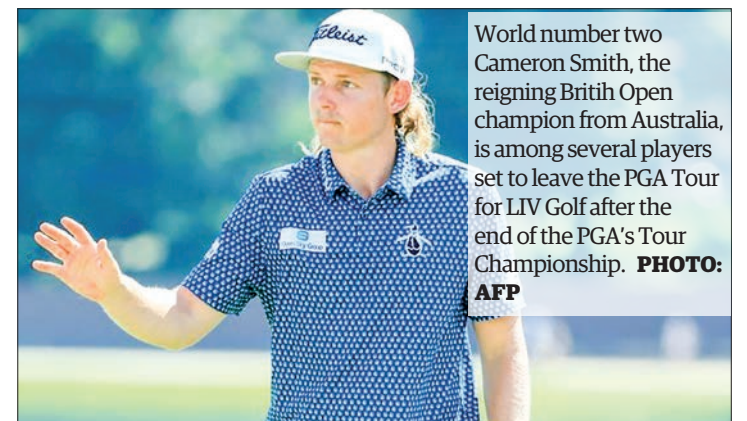 Titleist
World number two
Cameron Smith, the
reigning Britih Open
champion from Australia,
is among several players
set to leave the PGA Tour
for LIV Golf after the
end of the PGA's Tour
Championship. PHOTO:
AFP